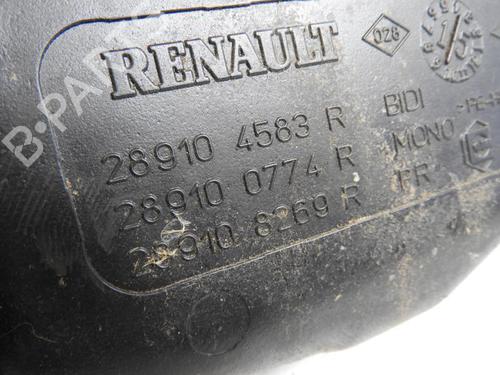 RENAULT
028
28910 4583 R BIDI
28910 0774 R MONO
28910 8269 R FR
B-PARTS